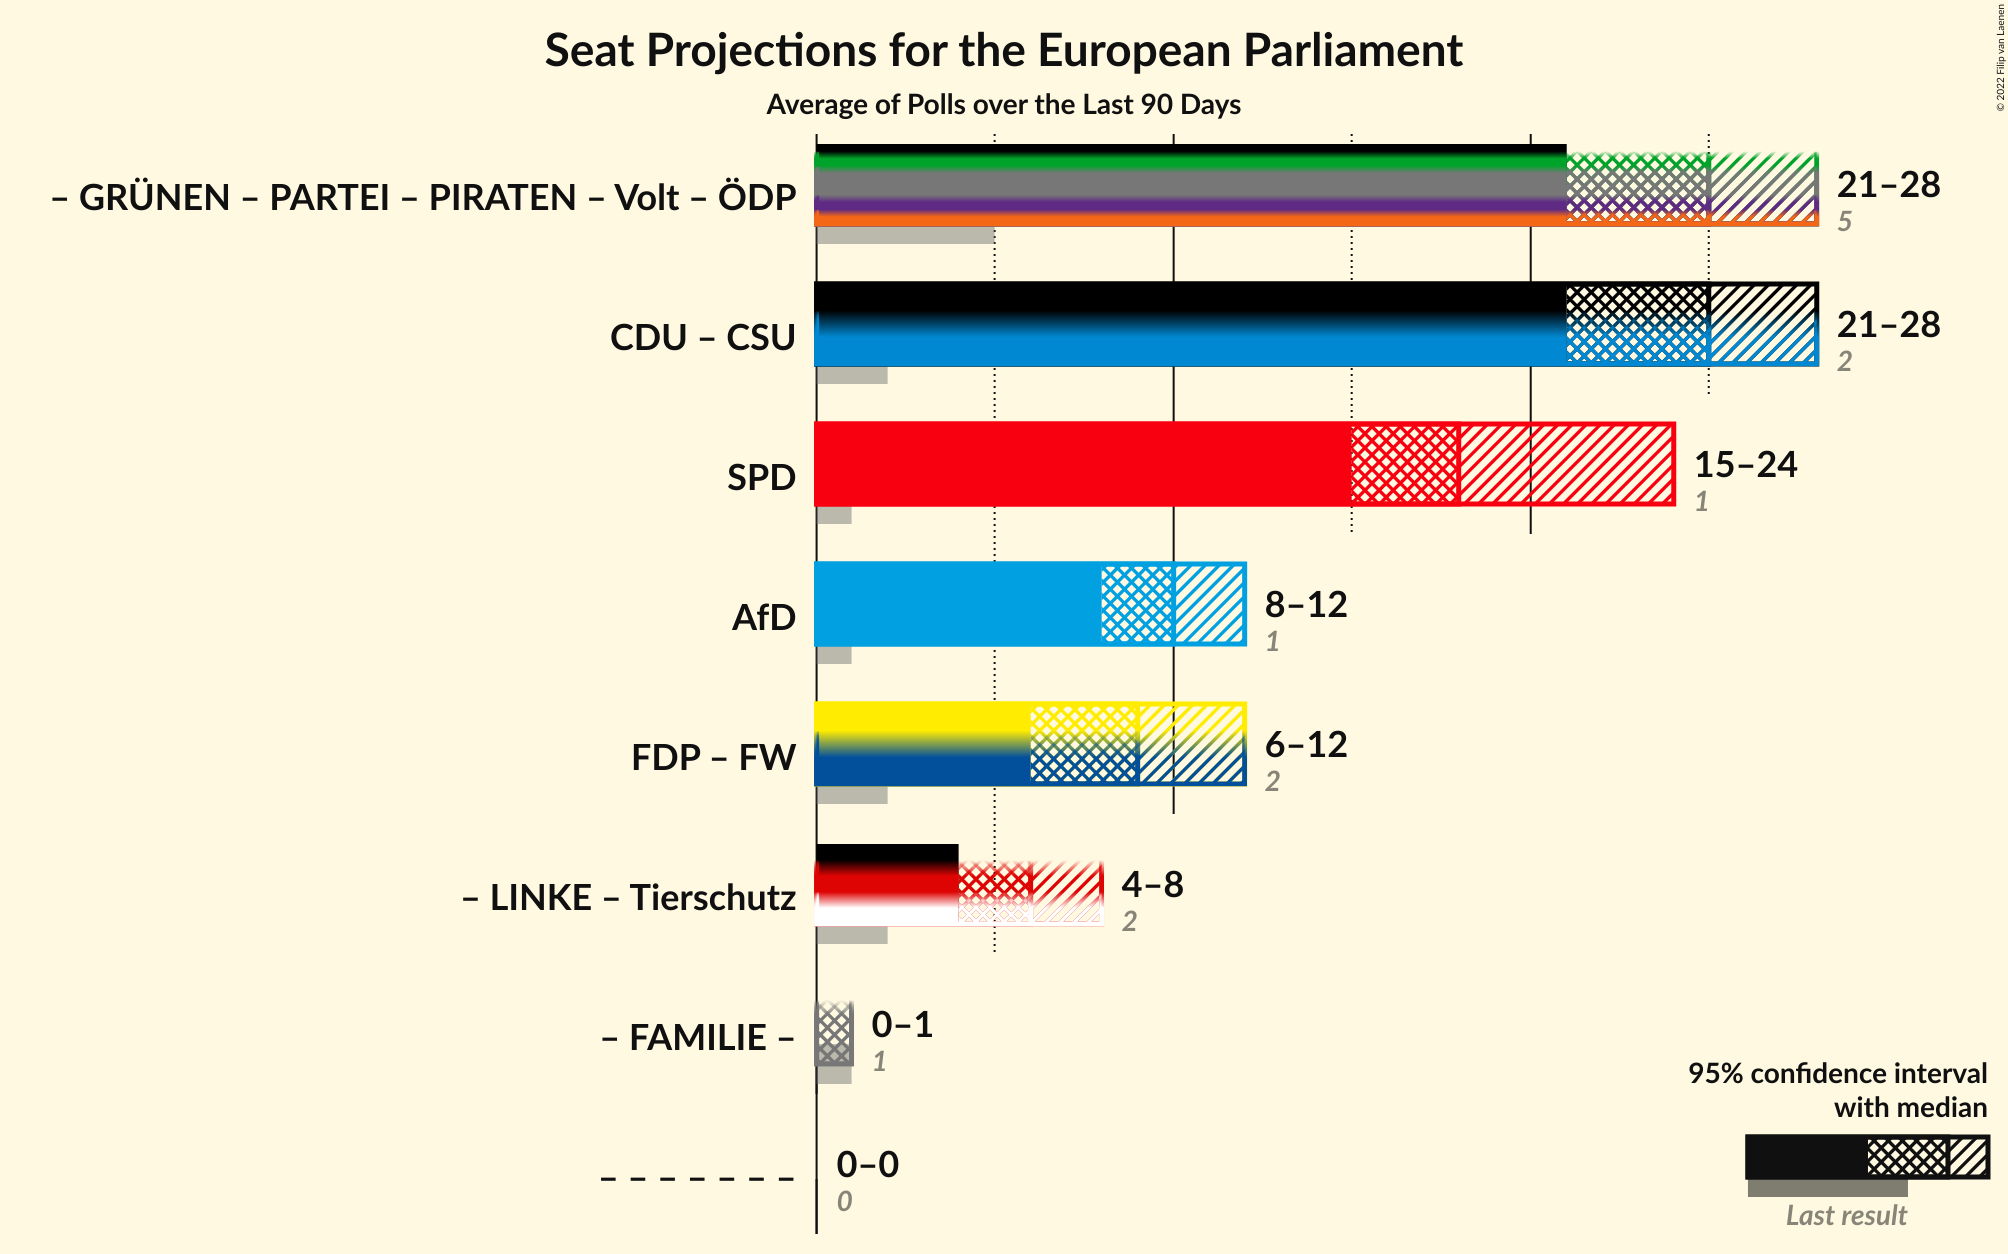 Seat Projections for the European Parliament
Average of Polls over the Last 90 Days
© 2022 Filip van Laenen
– GRÜNEN – PARTEI – PIRATEN – Volt – ÖDP
21–28
5
CDU – CSU
21–28
2
SPD
15–24
1
AfD
8–12
1
FDP – FW
6–12
2
– LINKE – Tierschutz
4–8
2
– FAMILIE –
0–1
1
– – – – – – –
0–0
0
95% confidence interval
with median
Last result